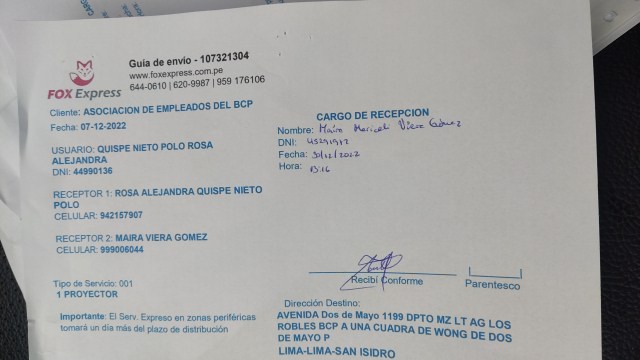 Guía de envío - 107321304
www.foxexpress.com.pe
644-0610 | 620-9987 | 959 176106
FOX Express
Cliente: ASOCIACION DE EMPLEADOS DEL BCP
Fecha: 07-12-2022
USUARIO: QUISPE NIETO POLO ROSA
ALEJANDRA
DNI: 44990136
RECEPTOR 1: ROSA ALEJANDRA QUISPE NIETO
POLO
CELULAR: 942157907
RECEPTOR 2: MAIRA VIERA GOMEZ
CELULAR: 999006044
Tipo de Servicio: 001
1 PROYECTOR
Importante: El Serv. Expreso en zonas periféricas
tomará un día más del plazo de distribución
CARGO DE RECEPCION
Nombre: Maira Maricel Viera Gómez
DNI:
Fecha: 30/12/2022
Hora: 13:16
Recibí Conforme
Parentesco
Dirección Destino:
AVENIDA Dos de Mayo 1199 DPTO MZ LT AG LOS
ROBLES BCP A UNA CUADRA DE WONG DE DOS
DE MAYO P
LIMA-LIMA-SAN ISIDRO